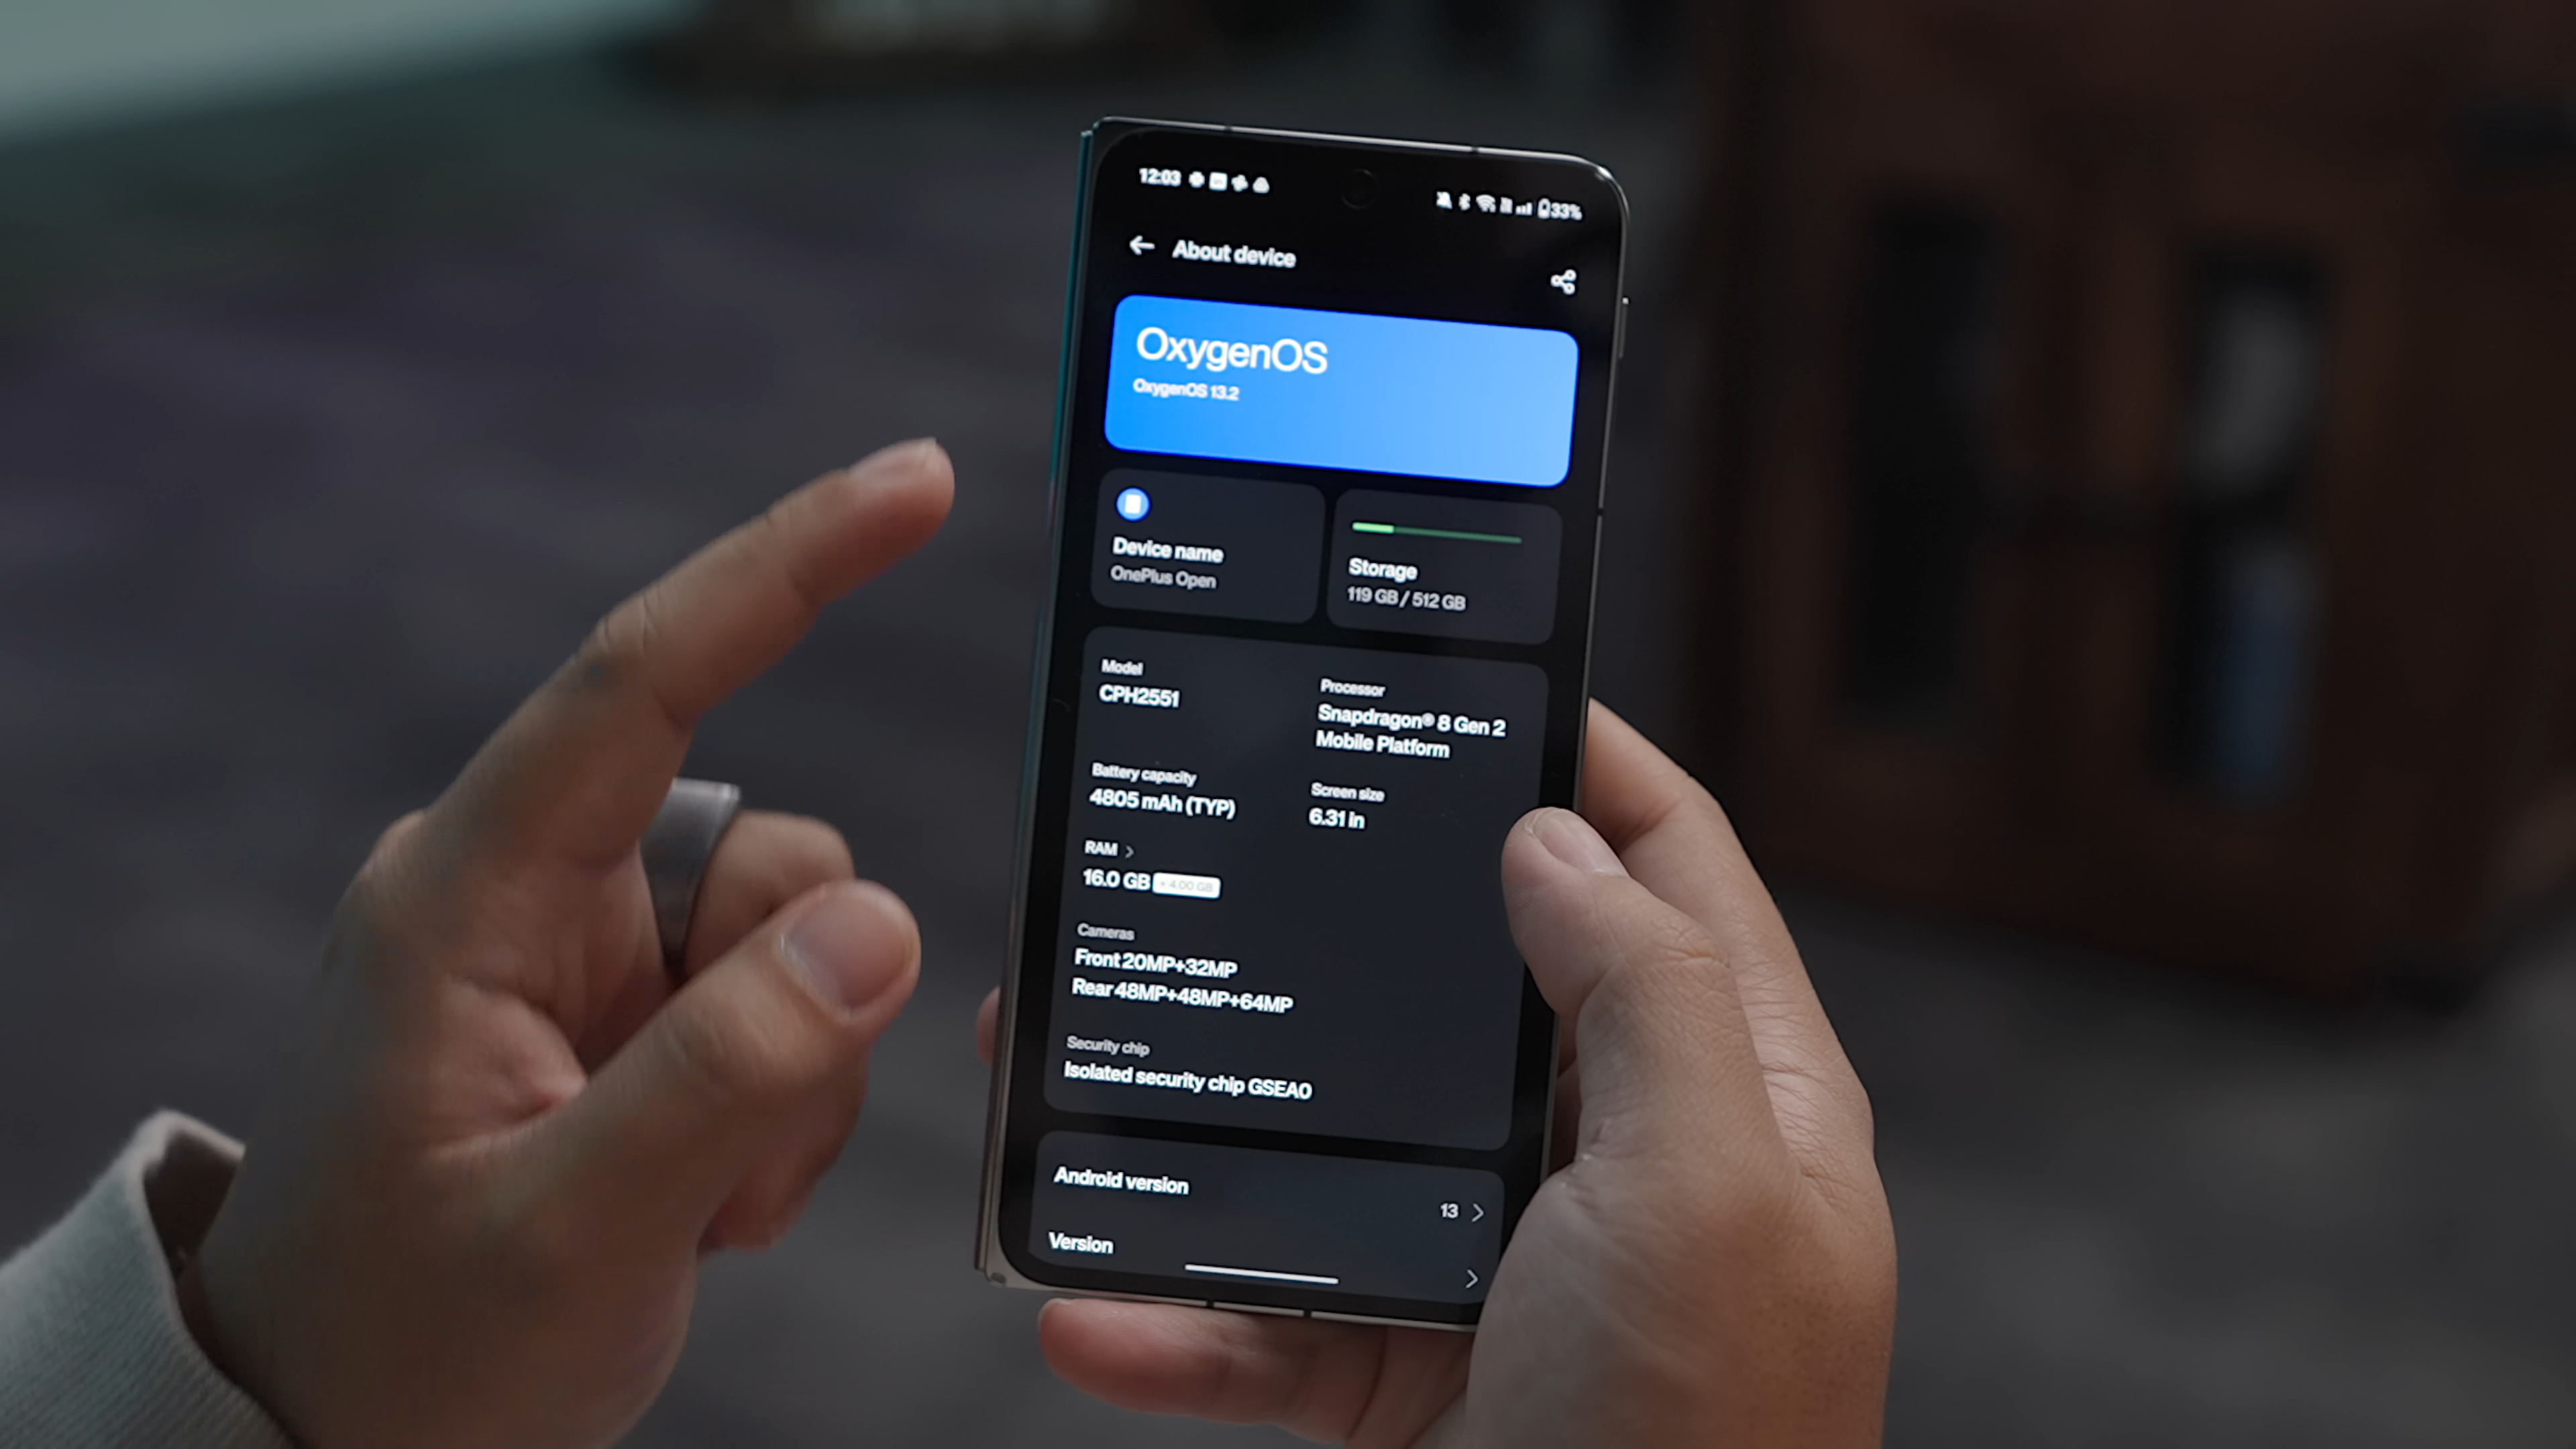 12:03
33%
About device
OxygenOS
OxygenOS 13.2
Device name
OnePlus Open
Storage
119 GB / 512 GB
Model
CPH2551
Processor
Snapdragon® 8 Gen 2
Mobile Platform
Battery capacity
4805 mAh (TYP)
Screen size
6.31 in
RAM
16.0 GB + 4.00 GB
Cameras
Front 20MP+32MP
Rear 48MP+48MP+64MP
Security chip
Isolated security chip GSEA0
Android version
13
Version